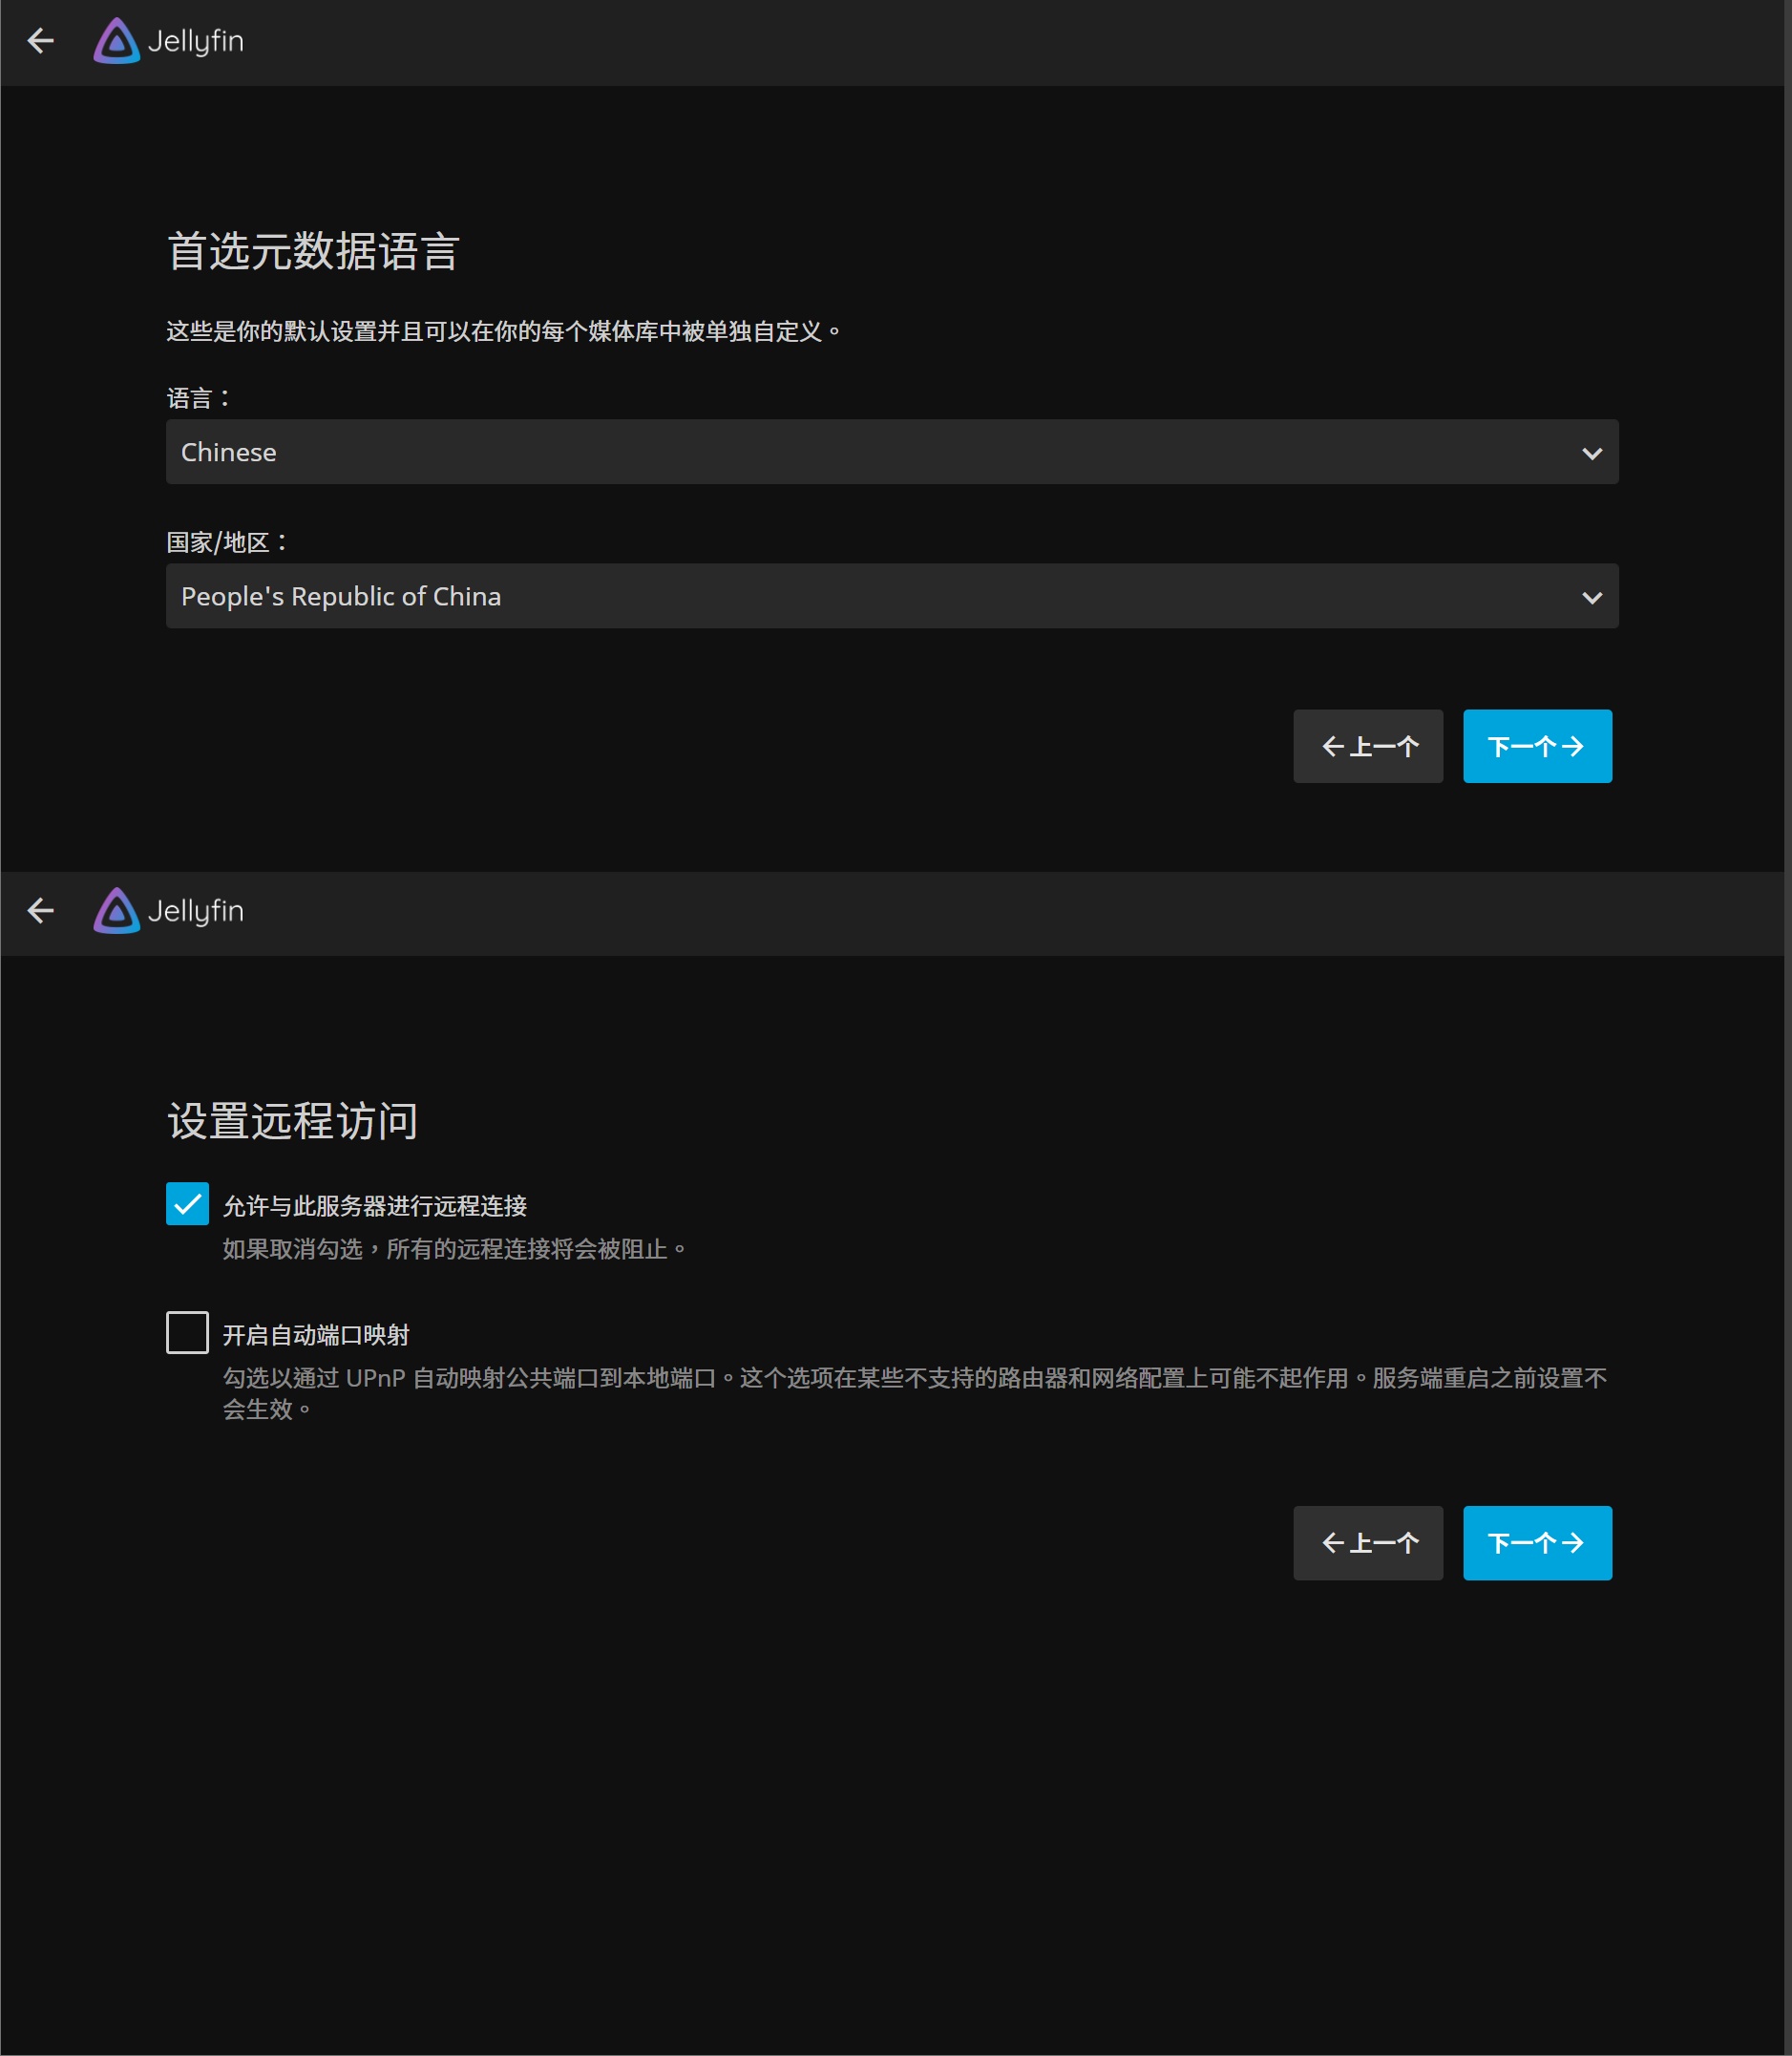 Jellyfin
首选元数据语言
这些是你的默认设置并且可以在你的每个媒体库中被单独自定义。
语言：
Chinese
国家/地区：
People's Republic of China
上一个
下一个
Jellyfin
设置远程访问
允许与此服务器进行远程连接
如果取消勾选，所有的远程连接将会被阻止。
开启自动端口映射
勾选以通过 UPnP 自动映射公共端口到本地端口。这个选项在某些不支持的路由器和网络配置上可能不起作用。服务端重启之前设置不
会生效。
上一个
下一个